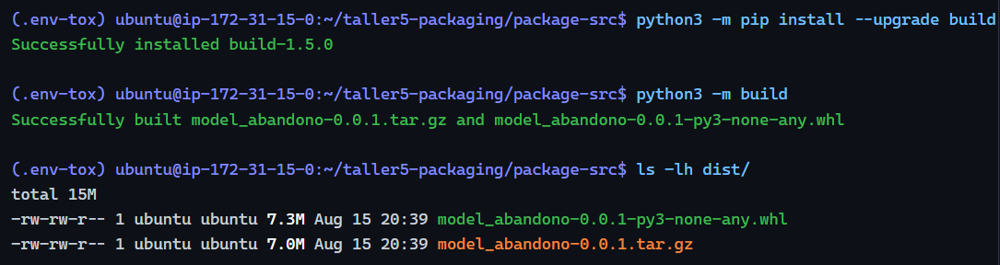 (.env-tox) ubuntu@ip-172-31-15-0:~/taller5-packaging/package-src$ python3 -m pip install --upgrade build
Successfully installed build-1.5.0
(.env-tox) ubuntu@ip-172-31-15-0:~/taller5-packaging/package-src$ python3 -m build
Successfully built model_abandono-0.0.1.tar.gz and model_abandono-0.0.1-py3-none-any.whl
(.env-tox) ubuntu@ip-172-31-15-0:~/taller5-packaging/package-src$ ls -lh dist/
total 15M
-rw-rw-r-- 1 ubuntu ubuntu 7.3M Aug 15 20:39 model_abandono-0.0.1-py3-none-any.whl
-rw-rw-r-- 1 ubuntu ubuntu 7.0M Aug 15 20:39 model_abandono-0.0.1.tar.gz